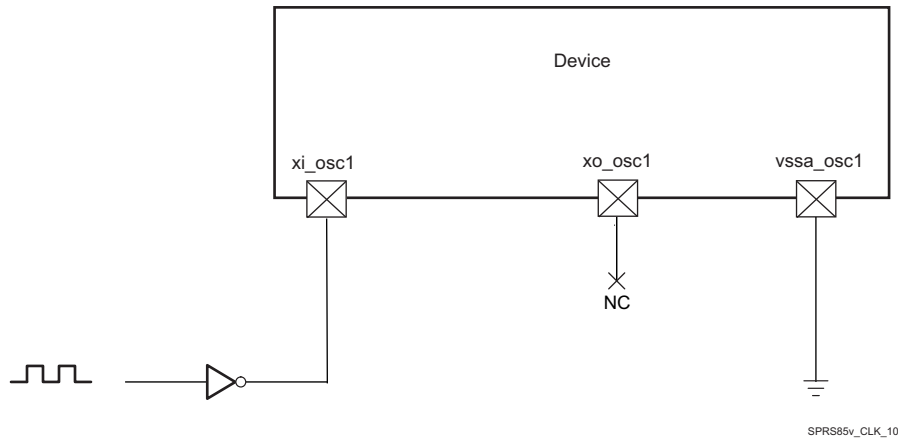 Device
xi_osc1
xo_osc1
vssa_osc1
NC
SPRS85v_CLK_10